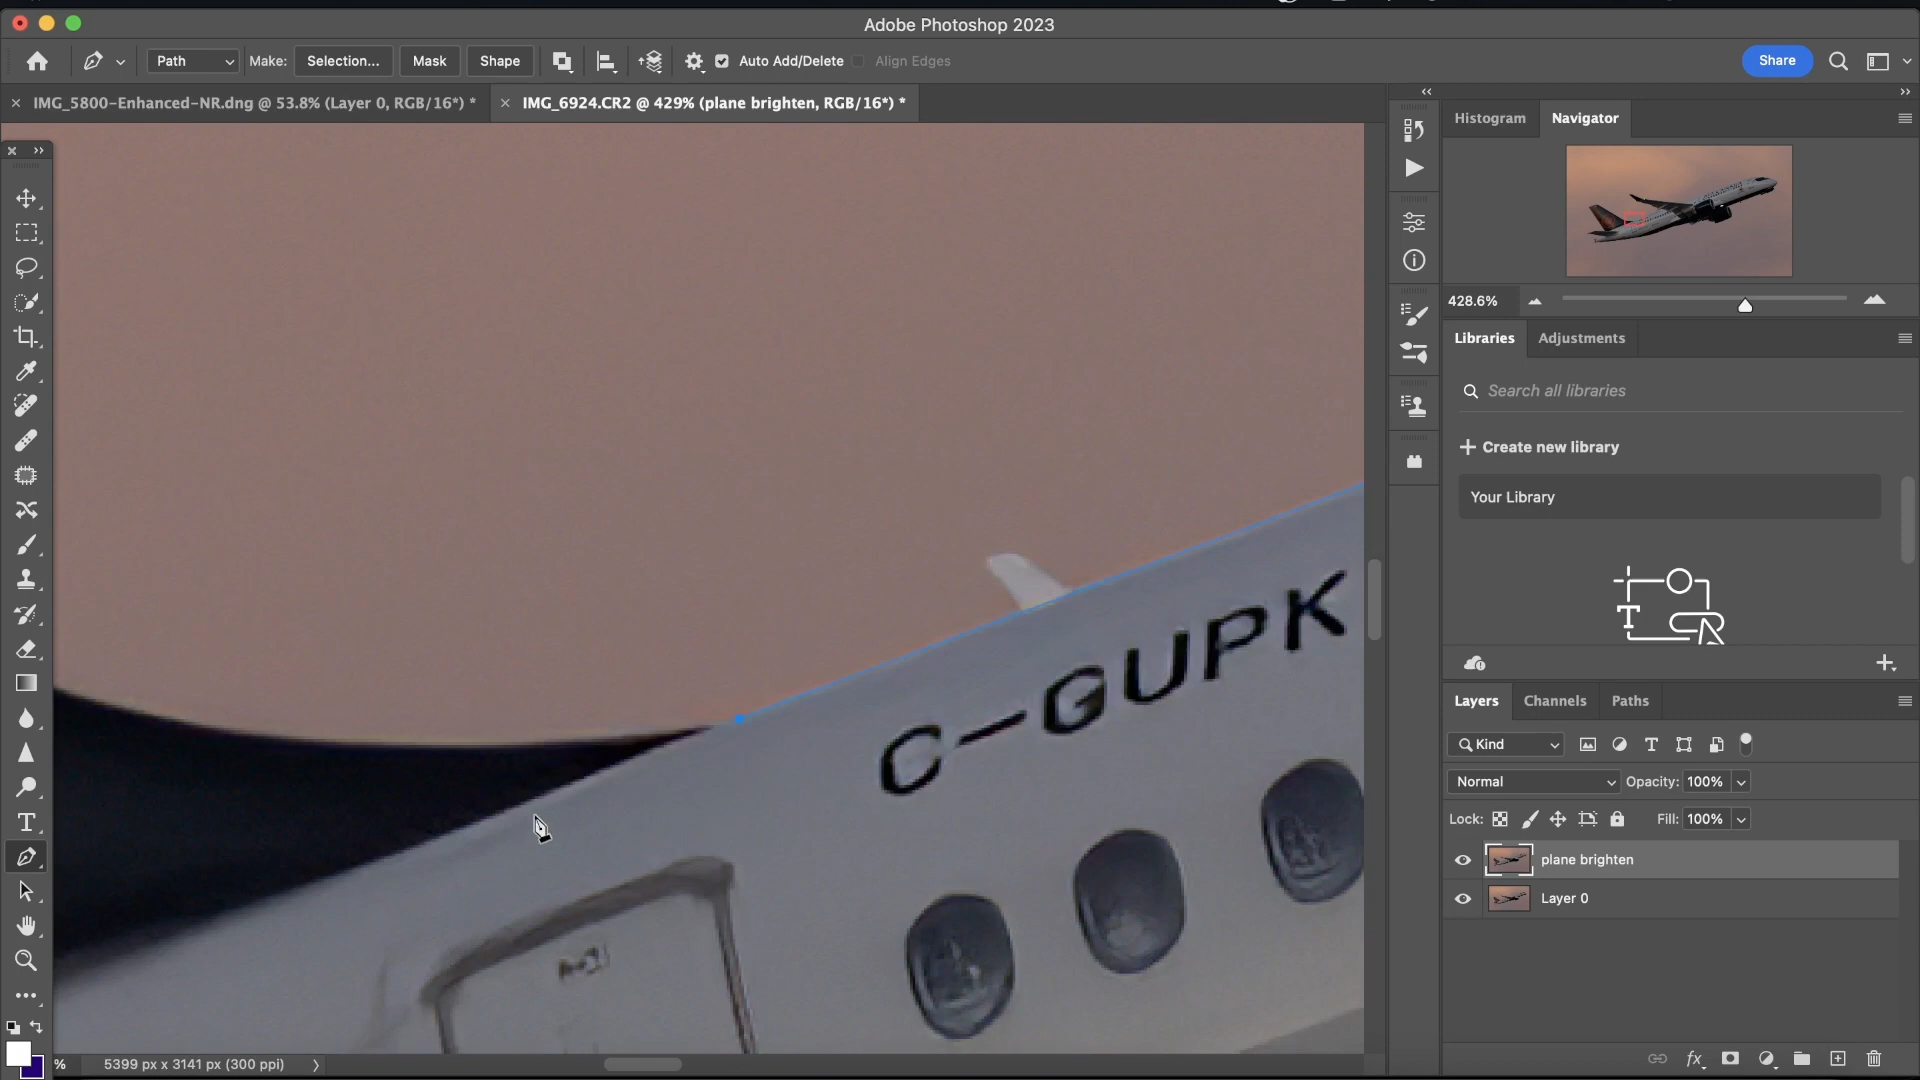 Adobe Photoshop 2023
Path Make: Selection... Mask Shape Auto Add/Delete Align Edges Share
IMG_5800-Enhanced-NR.dng @ 53.8% (Layer 0, RGB/16*) * IMG_6924.CR2 @ 429% (plane brighten, RGB/16*) *
Histogram Navigator
428.6%
Libraries Adjustments
Search all libraries
Create new library
Your Library
C-GUPK
Layers Channels Paths
Kind
Normal Opacity: 100%
Lock: Fill: 100%
plane brighten
Layer 0
% 5399 px x 3141 px (300 ppi)